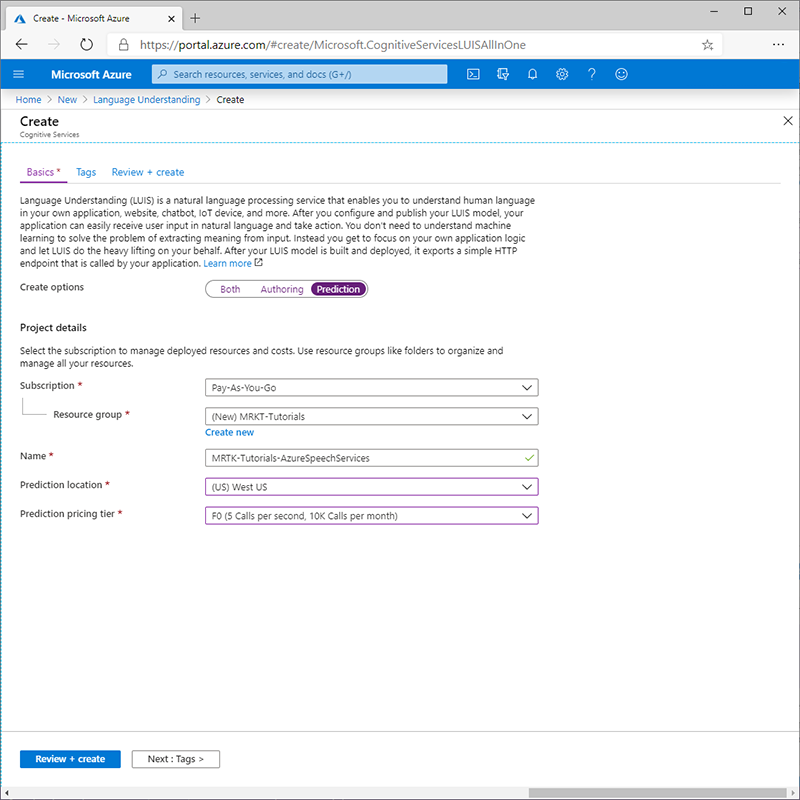 Create - Microsoft Azure
https://portal.azure.com/#create/Microsoft.CognitiveServicesLUISAllInOne
Microsoft Azure
Search resources, services, and docs (G+/)
Home > New > Language Understanding > Create
Create
Cognitive Services
Basics * Tags Review + create
Language Understanding (LUIS) is a natural language processing service that enables you to understand human language
in your own application, website, chatbot, IoT device, and more. After you configure and publish your LUIS model, your
application can easily receive user input in natural language and take action. You don't need to understand machine
learning to solve the problem of extracting meaning from input. Instead you get to focus on your own application logic
and let LUIS do the heavy lifting on your behalf. After your LUIS model is built and deployed, it exports a simple HTTP
endpoint that is called by your application. Learn more
Create options Both Authoring Prediction
Project details
Select the subscription to manage deployed resources and costs. Use resource groups like folders to organize and
manage all your resources.
Subscription * Pay-As-You-Go
Resource group * (New) MRKT-Tutorials
Create new
Name * MRTK-Tutorials-AzureSpeechServices
Prediction location * (US) West US
Prediction pricing tier * F0 (5 Calls per second, 10K Calls per month)
Review + create Next : Tags >